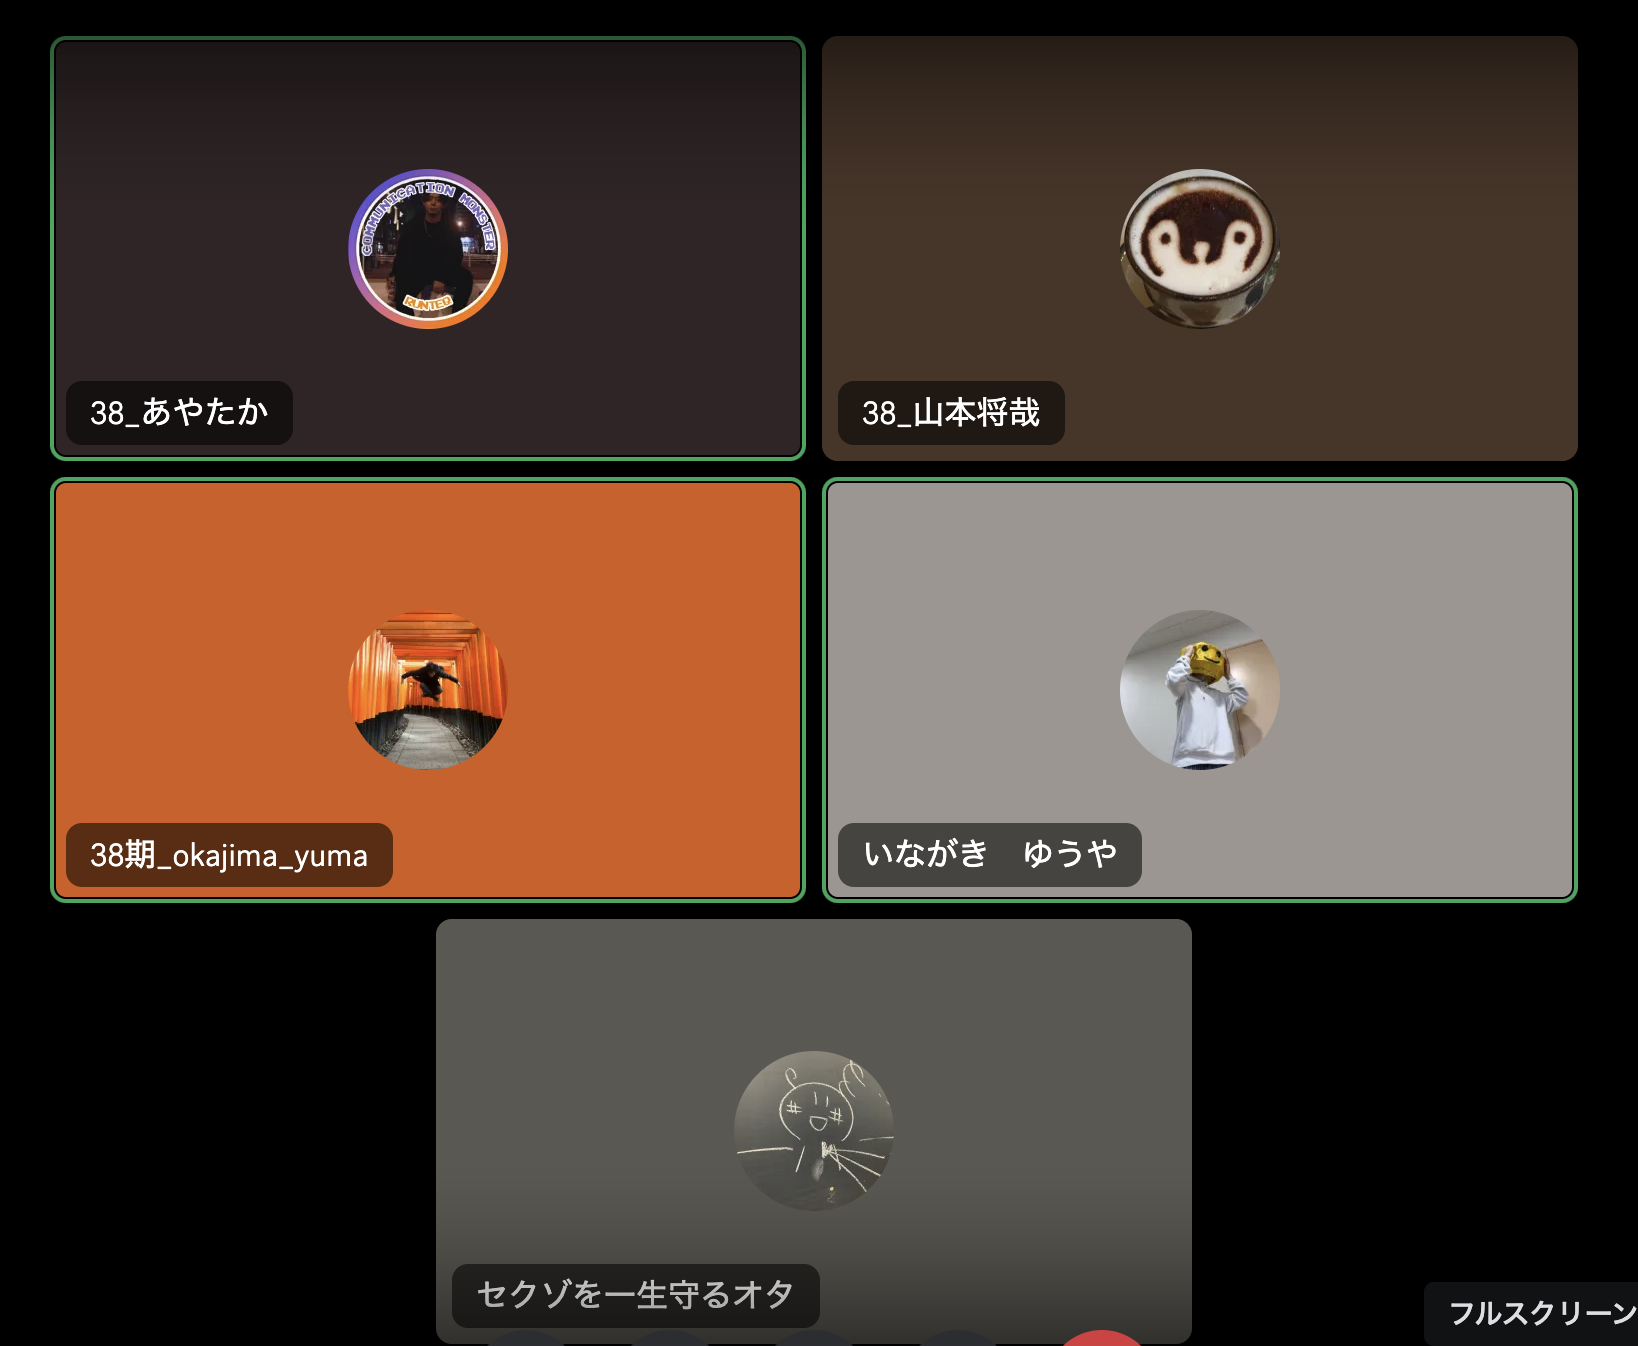 COMMUNICATION MONSTER
RUNTEQ
38_あやたか
38_山本将哉
38期_okajima_yuma
いながき　ゆうや
セクゾを一生守るオタ
フルスクリーン